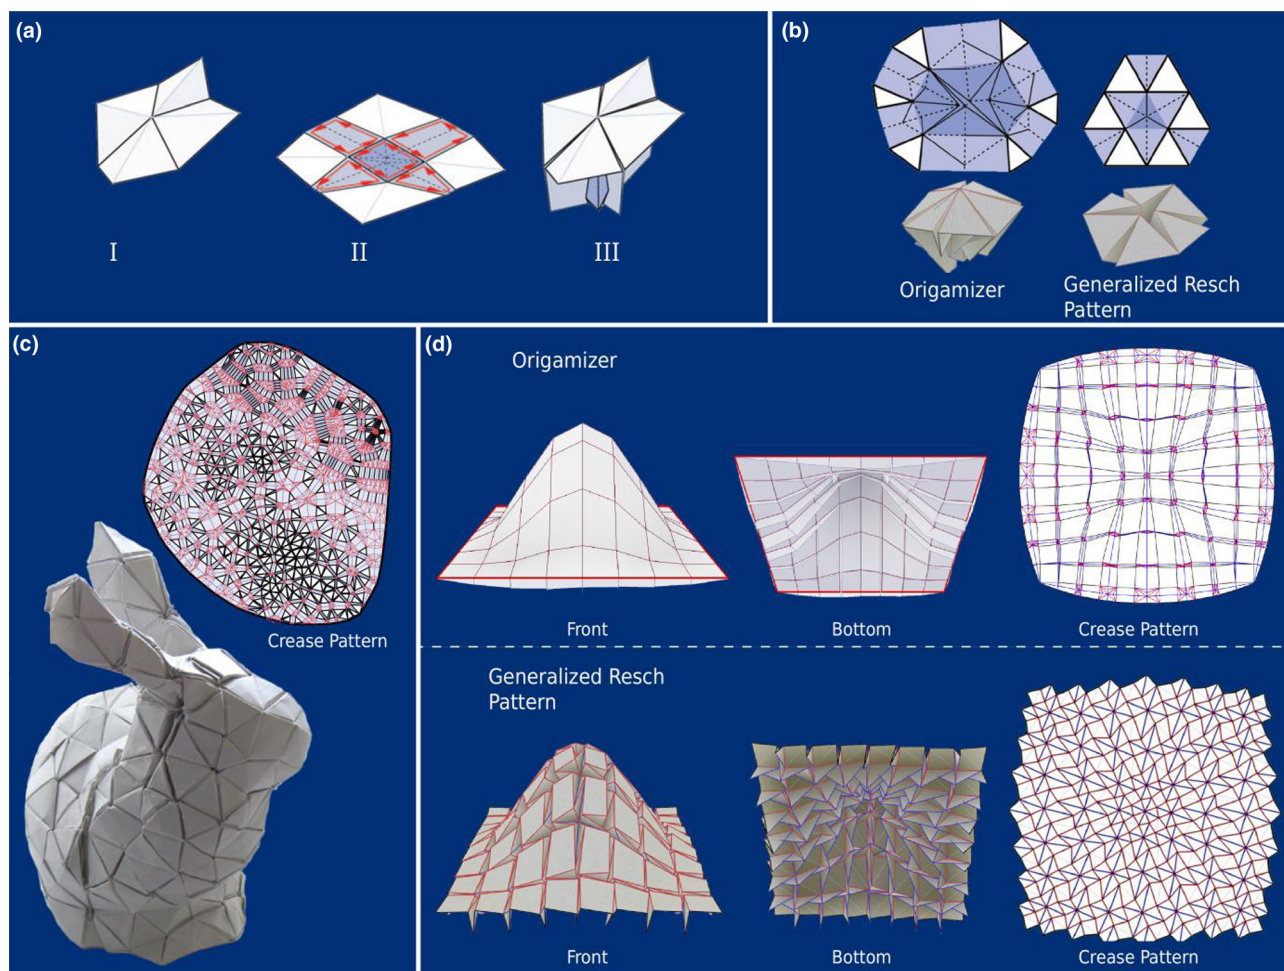 (a)
I
II
III
(b)
Origamizer
Generalized Resch
Pattern
(c)
Crease Pattern
(d)
Origamizer
Front
Bottom
Crease Pattern
Generalized Resch
Pattern
Front
Bottom
Crease Pattern